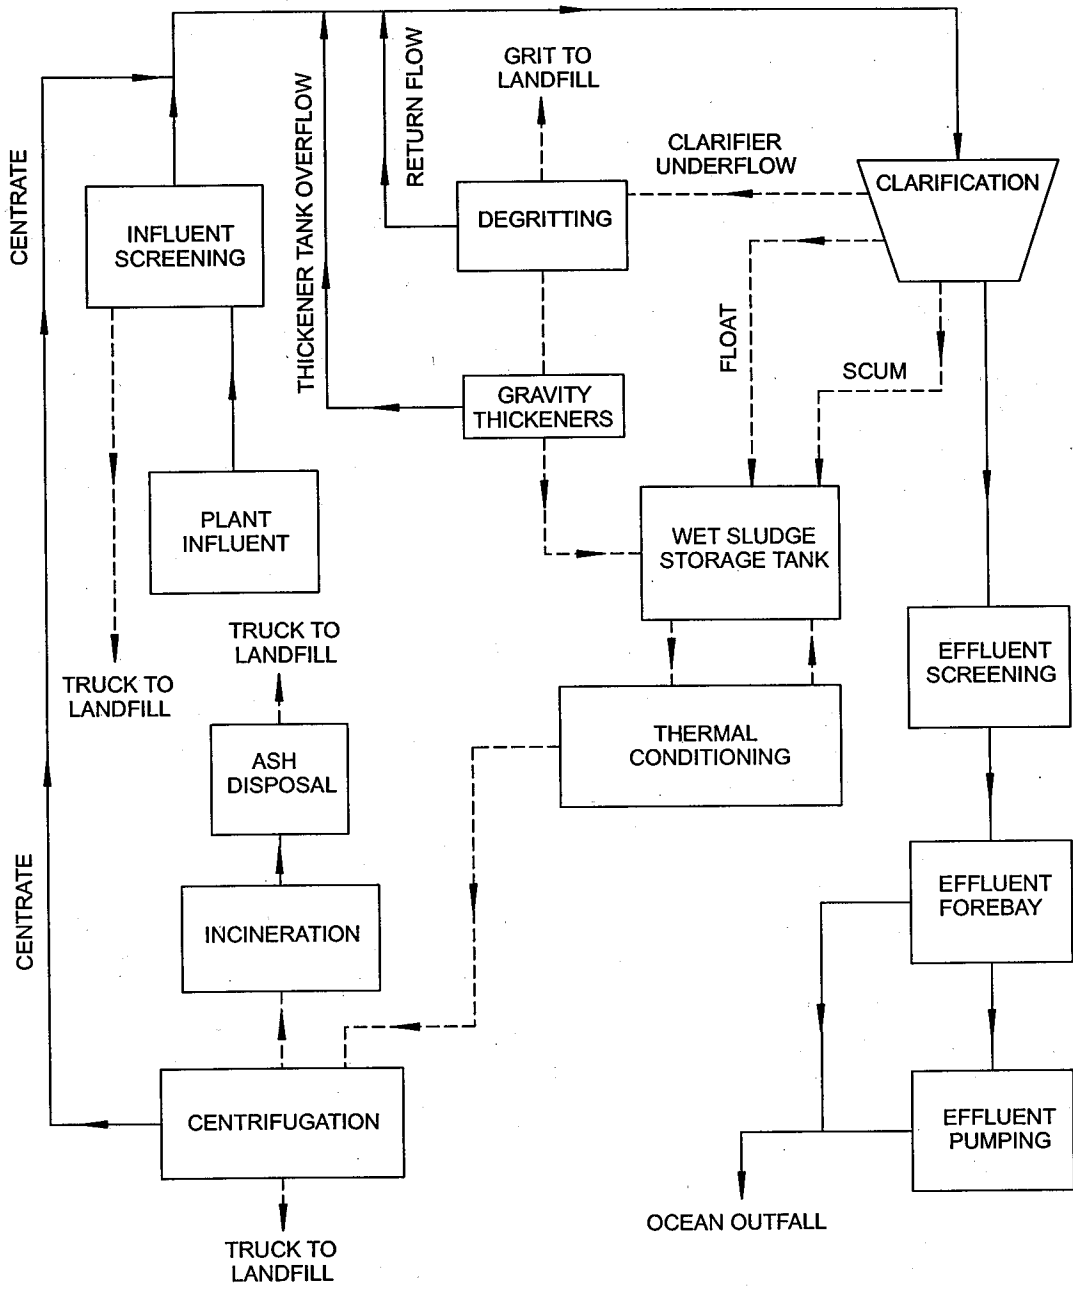 GRIT TO
LANDFILL
CENTRATE
THICKENER TANK OVERFLOW
RETURN FLOW
CLARIFIER
UNDERFLOW
CLARIFICATION
INFLUENT
SCREENING
DEGRITTING
FLOAT
SCUM
GRAVITY
THICKENERS
PLANT
INFLUENT
WET SLUDGE
STORAGE TANK
TRUCK TO
LANDFILL
TRUCK TO
LANDFILL
EFFLUENT
SCREENING
ASH
DISPOSAL
THERMAL
CONDITIONING
CENTRATE
INCINERATION
EFFLUENT
FOREBAY
CENTRIFUGATION
EFFLUENT
PUMPING
OCEAN OUTFALL
TRUCK TO
LANDFILL